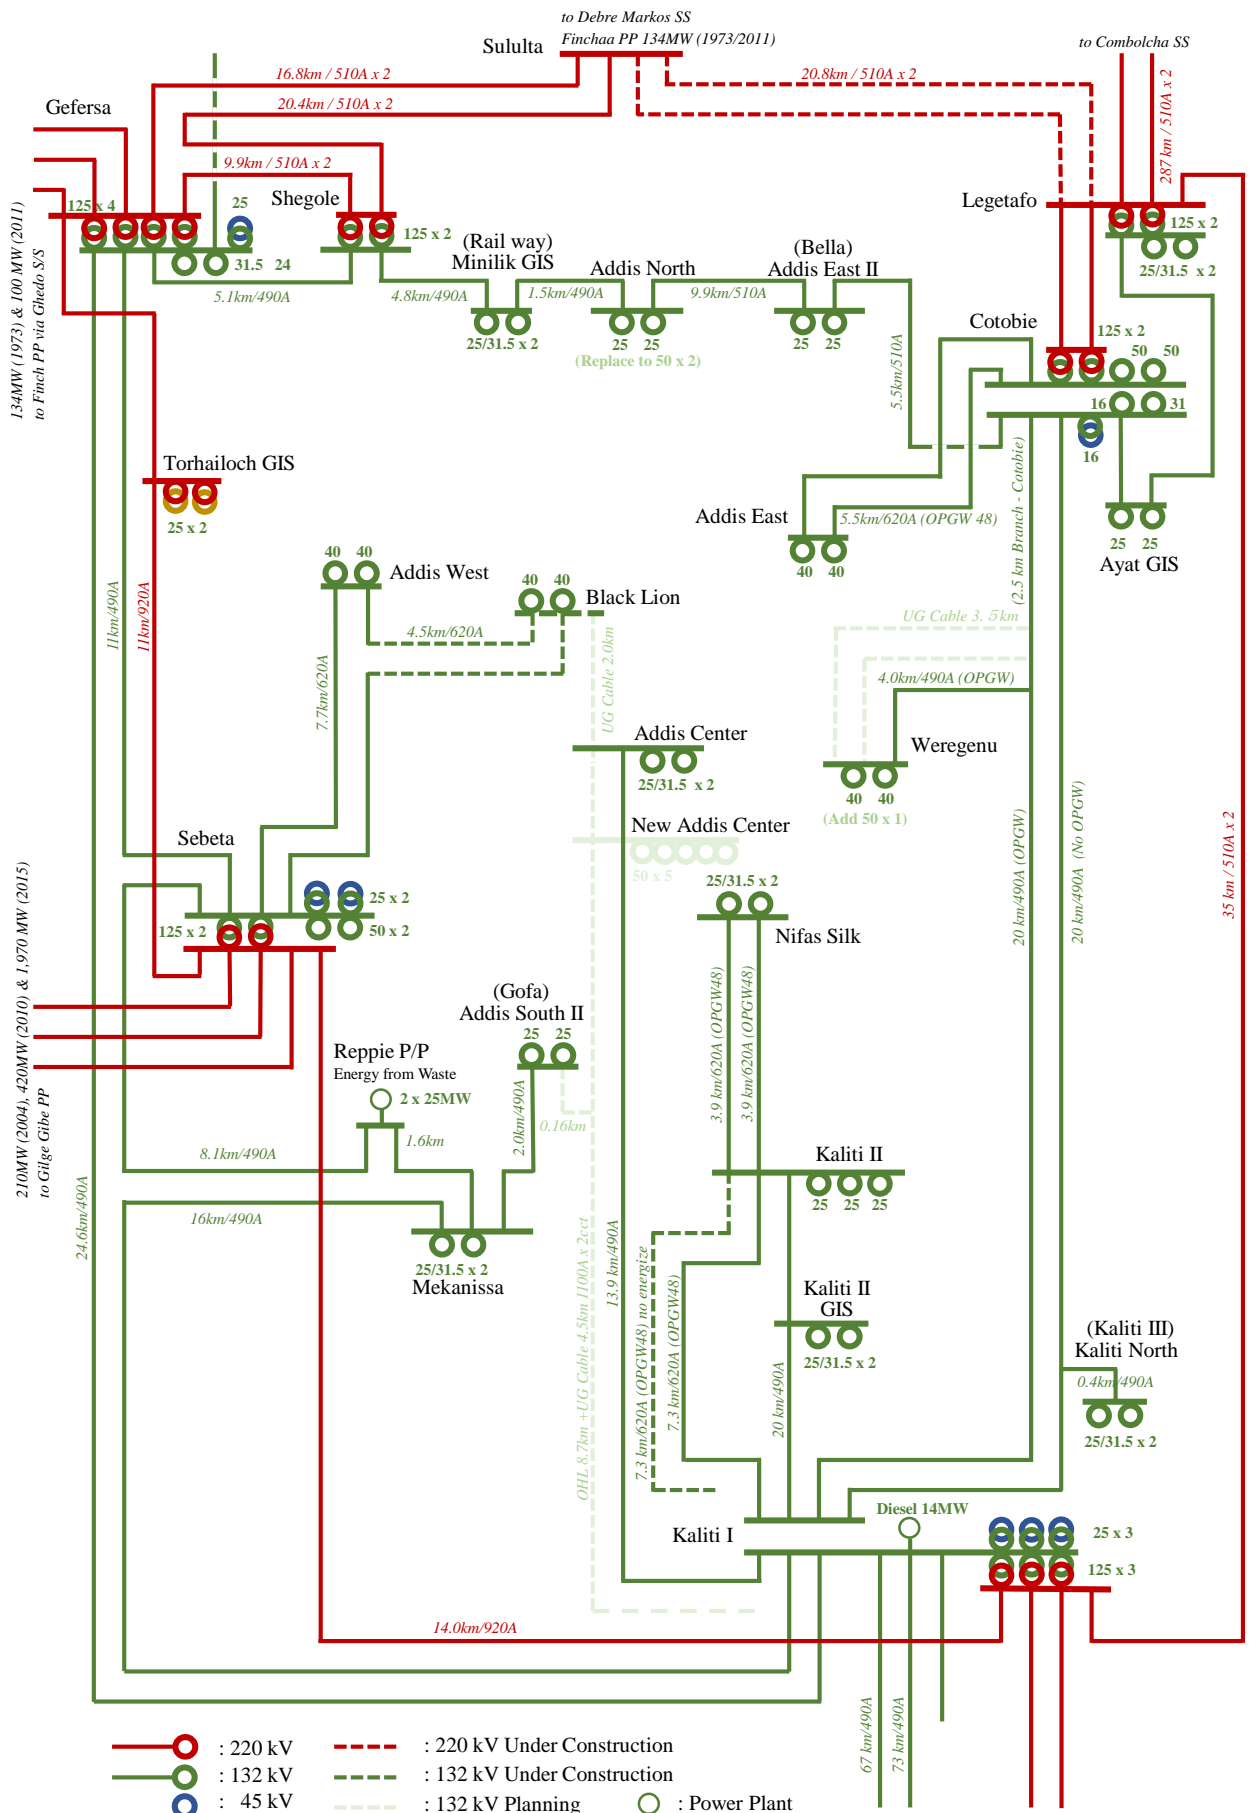 to Debre Markos SS
Finchaa PP 134MW (1973/2011)
Sululta
to Combolcha SS
16.8km / 510A x 2
20.8km / 510A x 2
Gefersa
20.4km / 510A x 2
287 km / 510A x 2
9.9km / 510A x 2
Shegole
25
125 x 4
Legetafo
125 x 2
125 x 2
(Rail way)
Minilik GIS
Addis North
(Bella)
Addis East II
31.5 24
25/31.5 x 2
5.1km/490A
4.8km/490A
1.5km/490A
9.9km/510A
134MW (1973) & 100 MW (2011)
to Finch PP via Ghedo S/S
Cotobie
125 x 2
25/31.5 x 2
25 25
25 25
(Replace to 50 x 2)
50 50
5.5km/510A
16 31
16
Torhailoch GIS
25 x 2
(2.5 km Branch - Cotobie)
Addis East
5.5km/620A (OPGW 48)
40 40
25 25
Ayat GIS
40 40
Addis West
40 40
Black Lion
11km/490A
11km/920A
4.5km/620A
UG Cable 3.5km
UG Cable 2.0km
7.7km/620A
4.0km/490A (OPGW)
Addis Center
25/31.5 x 2
Weregenu
40 40
(Add 50 x 1)
New Addis Center
50 x 5
Sebeta
20 km/490A (OPGW)
20 km/490A (No OPGW)
35 km / 510A x 2
25 x 2
125 x 2
50 x 2
25/31.5 x 2
Nifas Silk
210MW (2004), 420MW (2010) & 1,970 MW (2015)
to Gilge Gibe PP
(Gofa)
Addis South II
25 25
3.9 km/620A (OPGW48)
3.9 km/620A (OPGW48)
Reppie P/P
Energy from Waste
2 x 25MW
2.0km/490A
0.16km
8.1km/490A
1.6km
Kaliti II
25 25 25
16km/490A
24.6km/490A
25/31.5 x 2
Mekanissa
OHL 8.7km +UG Cable 4.5km 1100A x 2cct
13.9 km/490A
7.3 km/620A (OPGW48) no energize
7.3 km/620A (OPGW48)
Kaliti II
GIS
25/31.5 x 2
20 km/490A
(Kaliti III)
Kaliti North
0.4km/490A
25/31.5 x 2
Diesel 14MW
Kaliti I
25 x 3
125 x 3
14.0km/920A
67 km/490A
73 km/490A
: 220 kV
: 220 kV Under Construction
: 132 kV
: 132 kV Under Construction
: 45 kV
: 132 kV Planning
: Power Plant